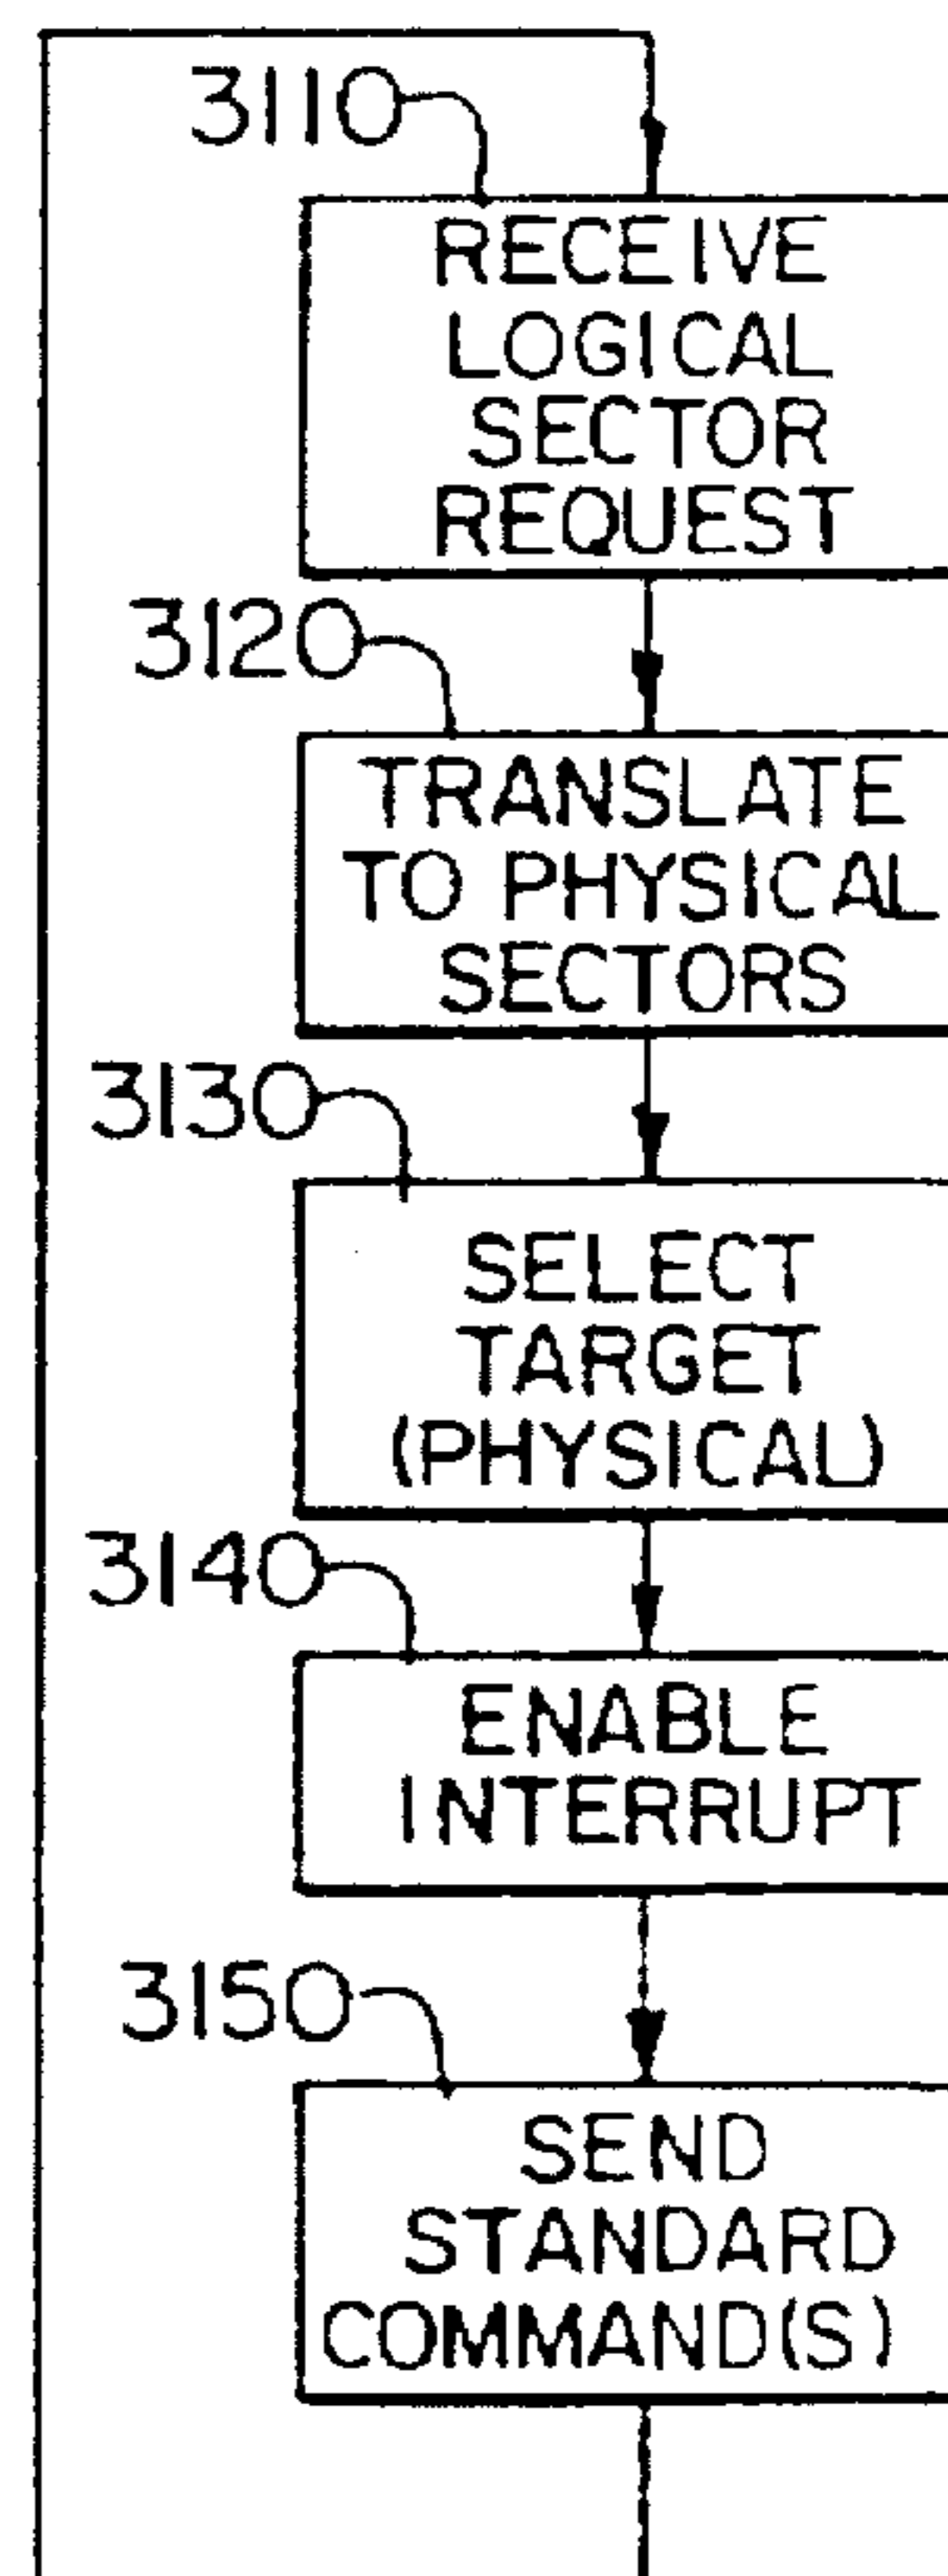 3110
RECEIVE
LOGICAL
SECTOR
REQUEST
3120
TRANSLATE
TO PHYSICAL
SECTORS
3130
SELECT
TARGET
(PHYSICAL)
3140
ENABLE
INTERRUPT
3150
SEND
STANDARD
COMMAND(S)